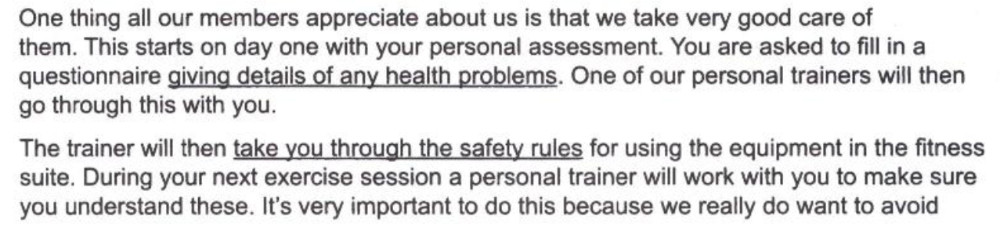 One thing all our members appreciate about us is that we take very good care of
them. This starts on day one with your personal assessment. You are asked to fill in a
questionnaire giving details of any health problems. One of our personal trainers will then
go through this with you.
The trainer will then take you through the safety rules for using the equipment in the fitness
suite. During your next exercise session a personal trainer will work with you to make sure
you understand these. It's very important to do this because we really do want to avoid